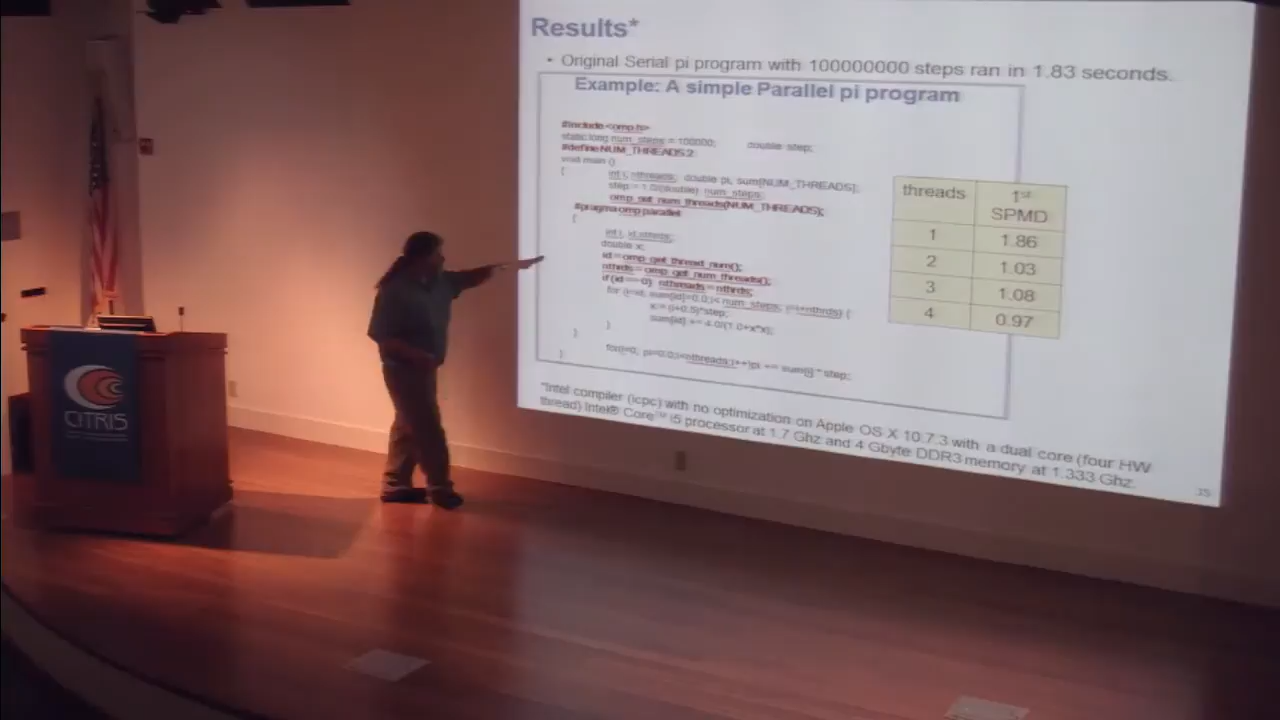 Results*
• Original Serial pi program with 100000000 steps ran in 1.83 seconds.
Example: A simple Parallel pi program
#include <omp.h>
static long num_steps = 100000; double step;
#define NUM_THREADS 2
void main ()
{
int i, nthreads; double pi, sum[NUM_THREADS];
step = 1.0/(double) num_steps;
omp_set_num_threads(NUM_THREADS);
#pragma omp parallel
{
int i, id,nthrds;
double x;
id = omp_get_thread_num();
nthrds = omp_get_num_threads();
if (id == 0) nthreads = nthrds;
for (i=id, sum[id]=0.0;i< num_steps; i=i+nthrds) {
x = (i+0.5)*step;
sum[id] += 4.0/(1.0+x*x);
}
}
for(i=0, pi=0.0;i<nthreads;i++)pi += sum[i] * step;
}
threads 1st SPMD
1 1.86
2 1.03
3 1.08
4 0.97
*Intel compiler (icpc) with no optimization on Apple OS X 10.7.3 with a dual core (four HW
thread) Intel® Core™ i5 processor at 1.7 Ghz and 4 Gbyte DDR3 memory at 1.333 Ghz.
35
CITRIS